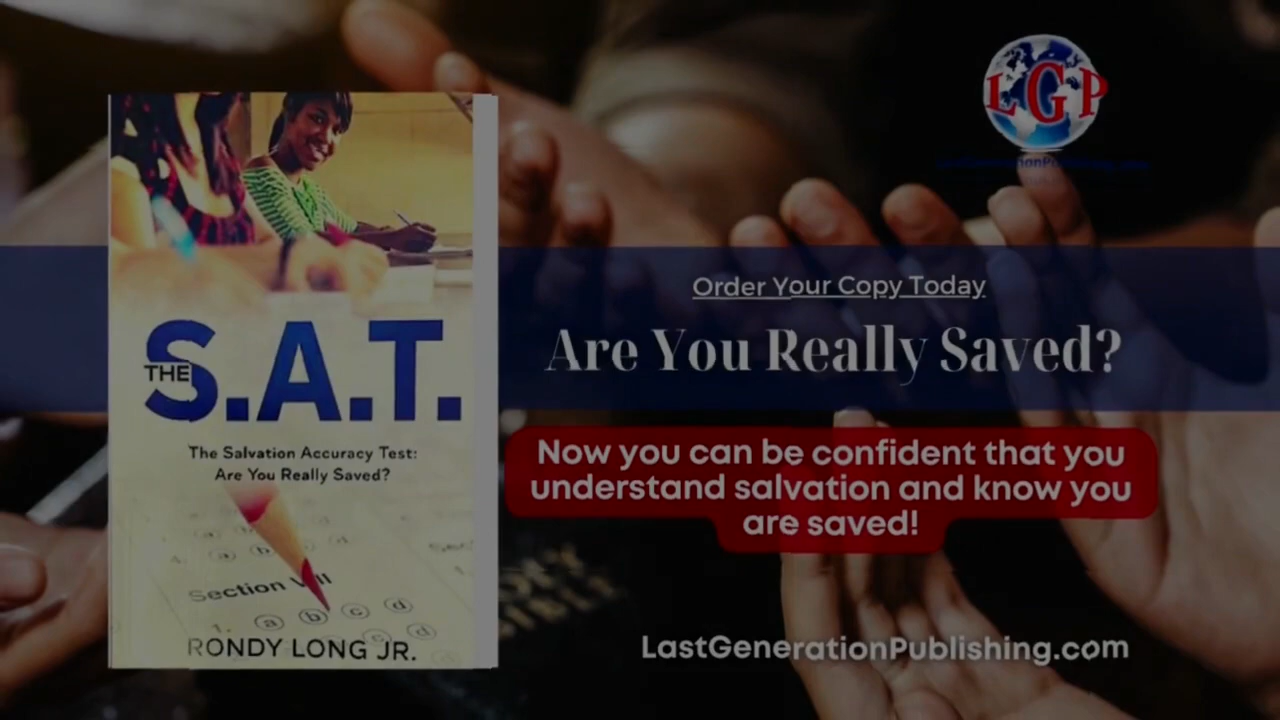 LGP
Order Your Copy Today
Are You Really Saved?
Now you can be confident that you
understand salvation and know you
are saved!
LastGenerationPublishing.com
THE
S.A.T.
The Salvation Accuracy Test:
Are You Really Saved?
Section VIII
a b c d
RONDY LONG JR.
BIBLE